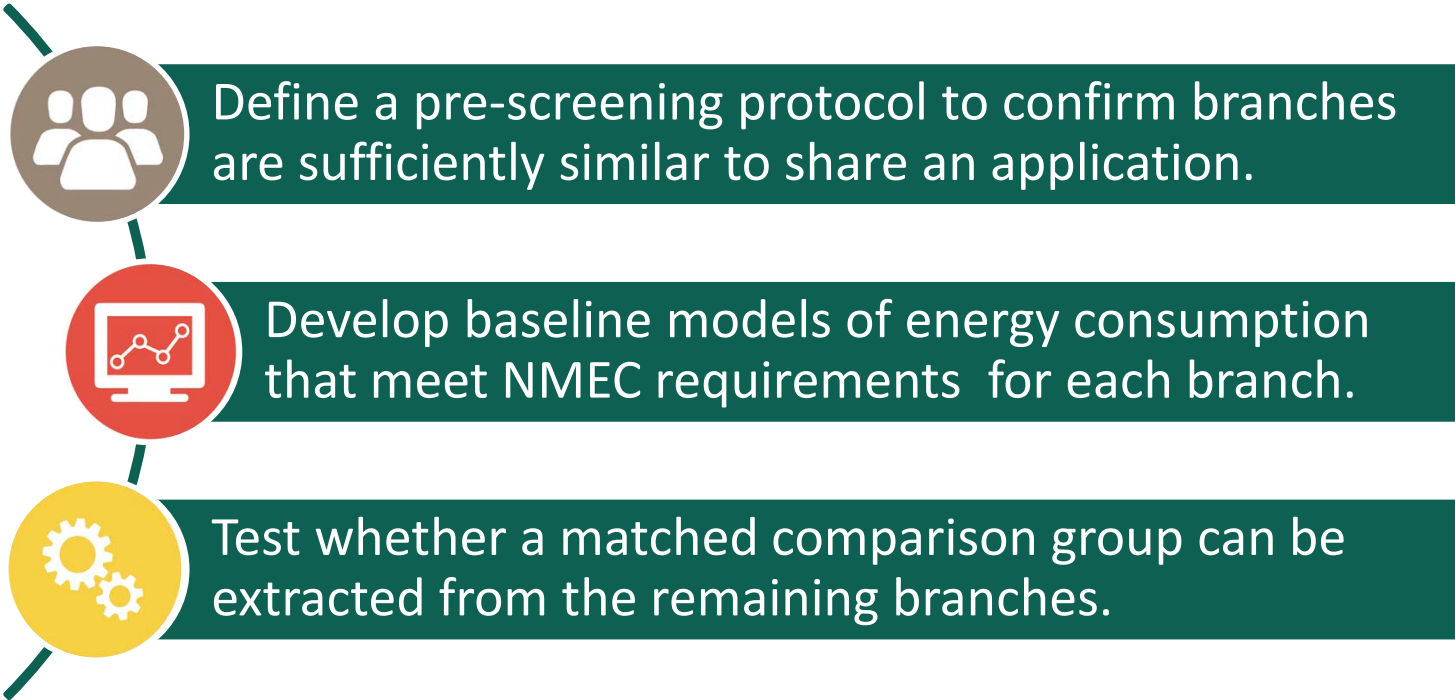 Define a pre-screening protocol to confirm branches
are sufficiently similar to share an application.
Develop baseline models of energy consumption
that meet NMEC requirements  for each branch.
Test whether a matched comparison group can be
extracted from the remaining branches.